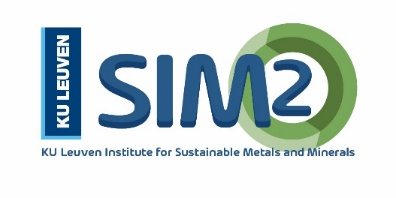 KU LEUVEN
SIM2
KU Leuven Institute for Sustainable Metals and Minerals